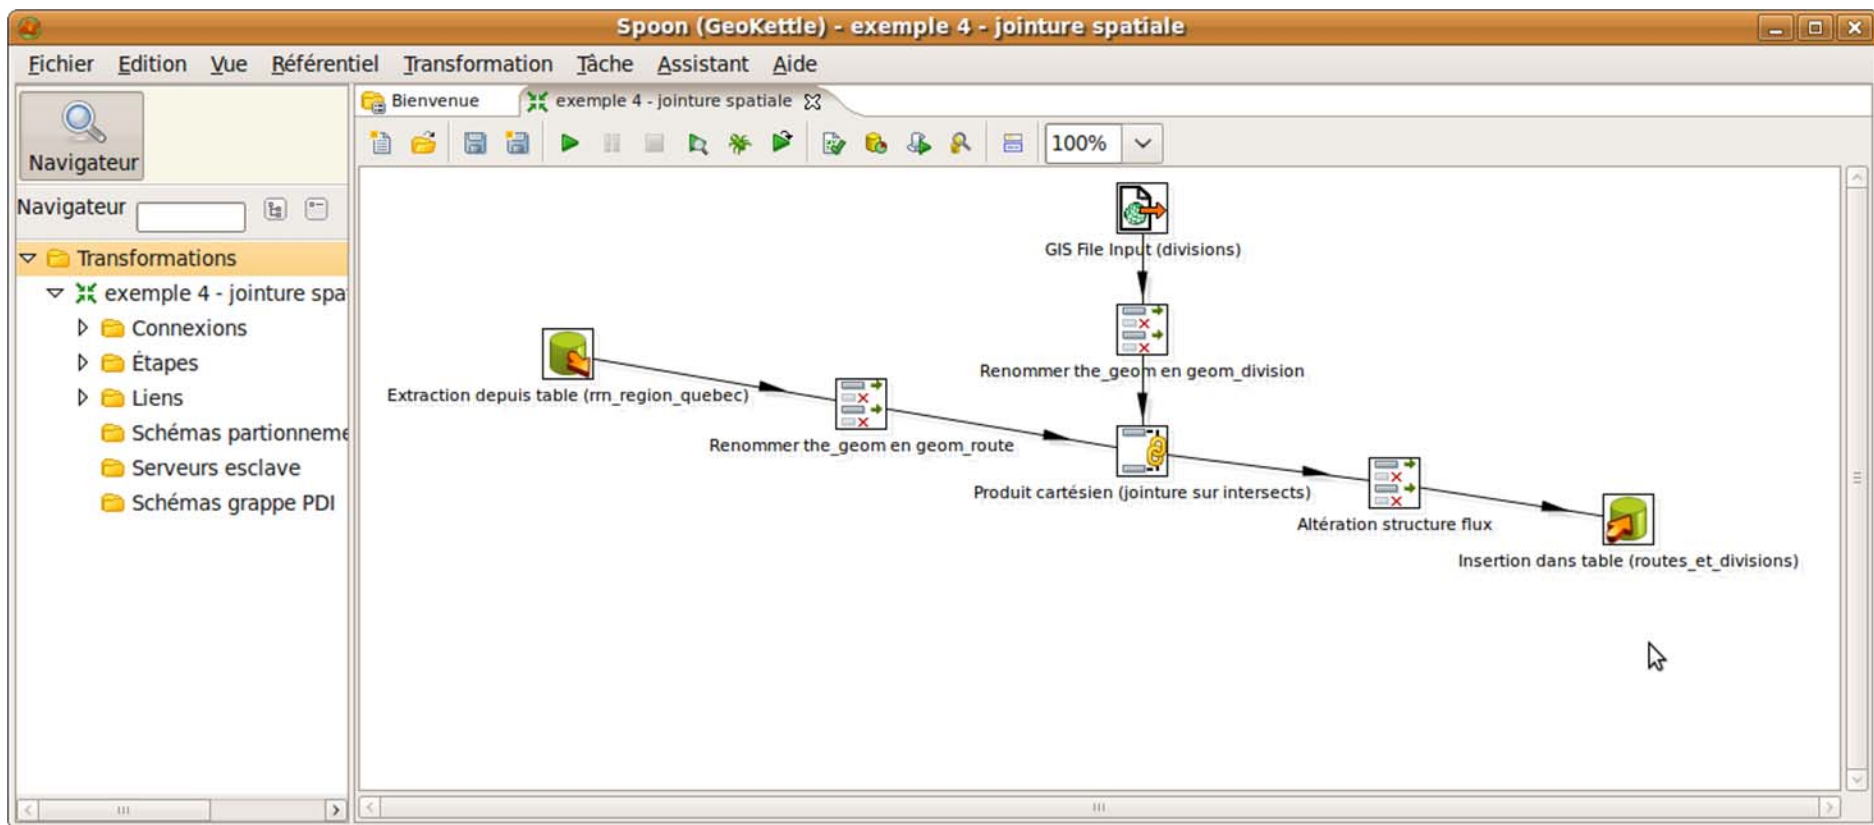 Spoon (GeoKettle) - exemple 4 - jointure spatiale
Fichier Edition Vue Référentiel Transformation Tâche Assistant Aide
Navigateur
Bienvenue
exemple 4 - jointure spatiale
100%
Navigateur
Transformations
exemple 4 - jointure spa
Connexions
Étapes
Liens
Schémas partionneme
Serveurs esclave
Schémas grappe PDI
GIS File Input (divisions)
Renommer the_geom en geom_division
Extraction depuis table (rrn_region_quebec)
Renommer the_geom en geom_route
Produit cartésien (jointure sur intersects)
Altération structure flux
Insertion dans table (routes_et_divisions)